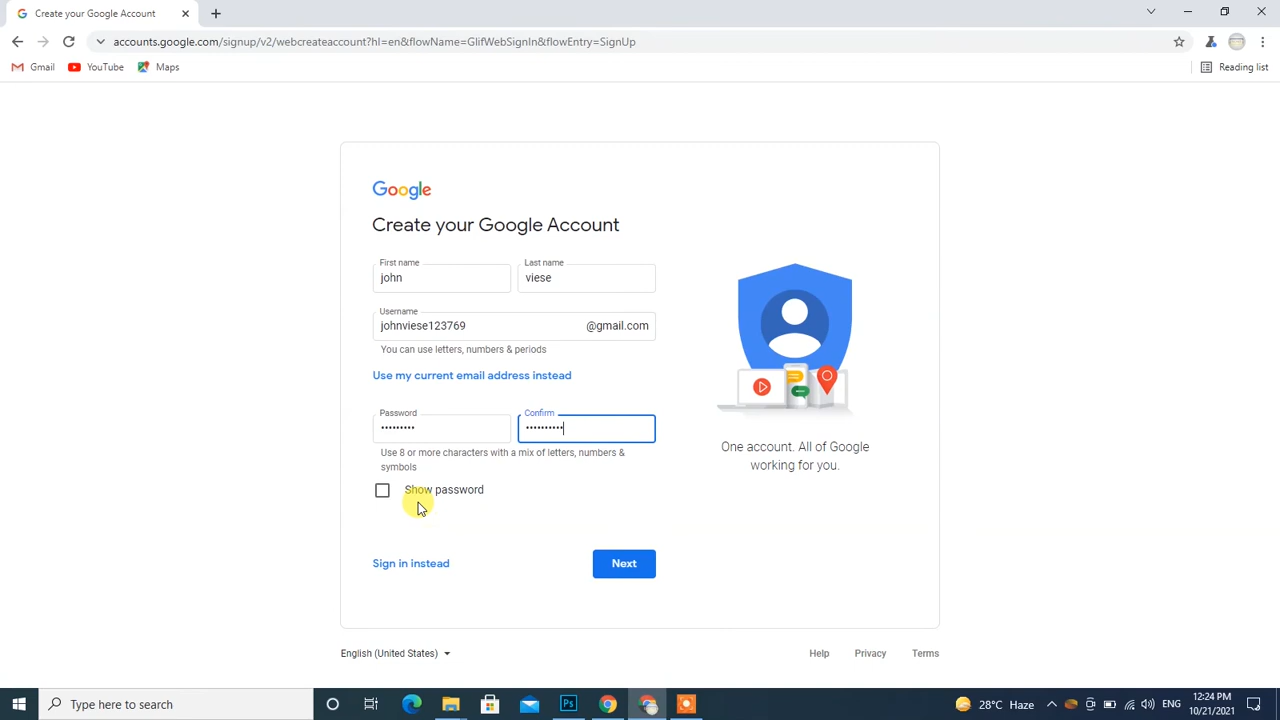 Create your Google Account
accounts.google.com/signup/v2/webcreateaccount?hl=en&flowName=GlifWebSignIn&flowEntry=SignUp
Gmail YouTube Maps Reading list
Google
Create your Google Account
First name Last name
john viese
Username
johnviese123769 @gmail.com
You can use letters, numbers & periods
Use my current email address instead
Password Confirm
••••••••• ••••••••••
Use 8 or more characters with a mix of letters, numbers &
symbols
Show password
Sign in instead Next
One account. All of Google
working for you.
English (United States) Help Privacy Terms
Type here to search Ps 28°C Haze ENG 12:24 PM
10/21/2021